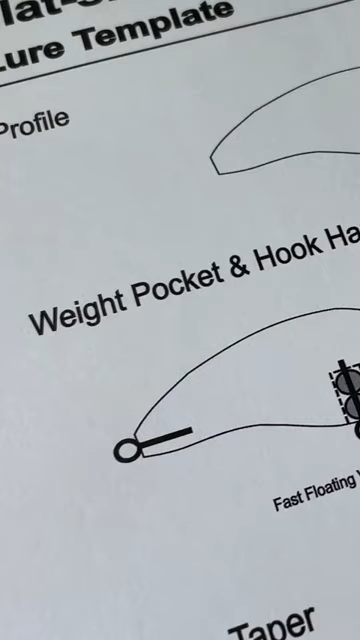 Lure Template
Profile
Weight Pocket & Hook Ha
Fast Floating
Taper